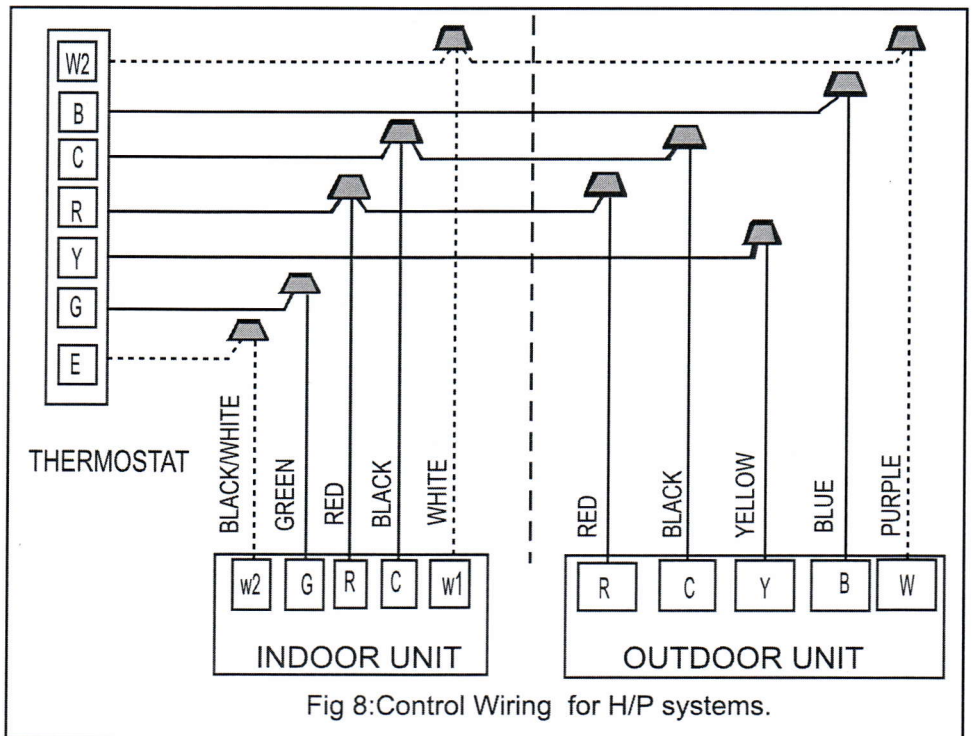 W2
B
C
R
Y
G
E
THERMOSTAT
BLACK/WHITE
GREEN
RED
BLACK
WHITE
RED
BLACK
YELLOW
BLUE
PURPLE
w2 G R C w1
R C Y B W
INDOOR UNIT
OUTDOOR UNIT
Fig 8:Control Wiring for H/P systems.